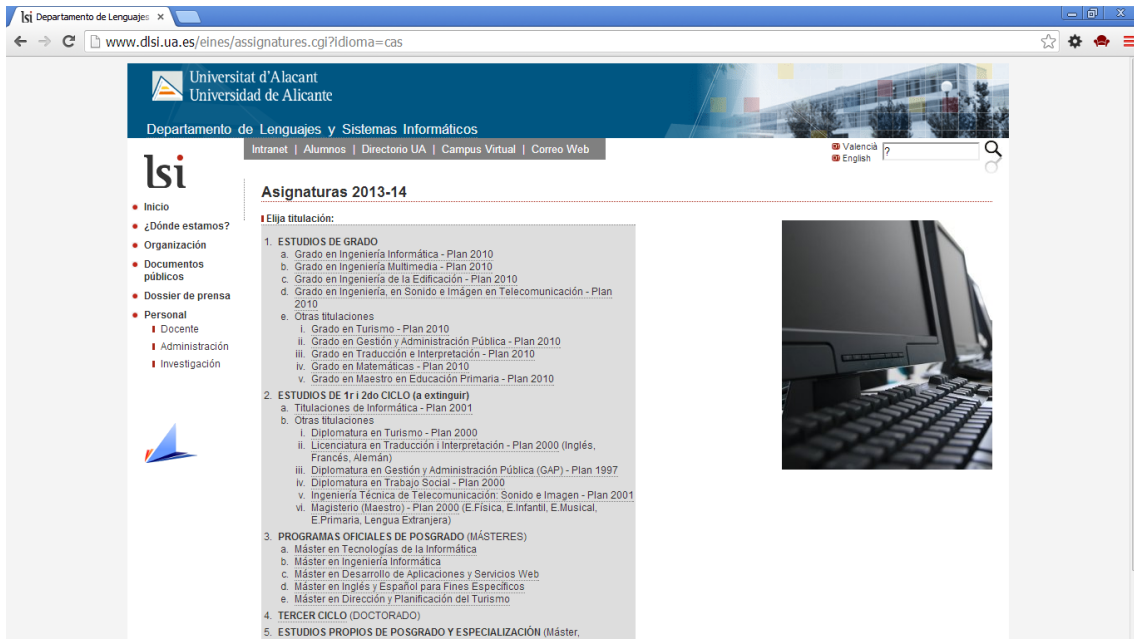 lsi Departamento de Lenguajes
www.dlsi.ua.es/eines/assignatures.cgi?idioma=cas
Universitat d'Alacant
Universidad de Alicante
Departamento de Lenguajes y Sistemas Informáticos
Intranet | Alumnos | Directorio UA | Campus Virtual | Correo Web
Valencià
English
?
lsi
Inicio
¿Dónde estamos?
Organización
Documentos
públicos
Dossier de prensa
Personal
Docente
Administración
Investigación
Asignaturas 2013-14
Elija titulación:
1. ESTUDIOS DE GRADO
a. Grado en Ingeniería Informática - Plan 2010
b. Grado en Ingeniería Multimedia - Plan 2010
c. Grado en Ingeniería de la Edificación - Plan 2010
d. Grado en Ingeniería, en Sonido e Imágen en Telecomunicación - Plan
2010
e. Otras titulaciones
i. Grado en Turismo - Plan 2010
ii. Grado en Gestión y Administración Pública - Plan 2010
iii. Grado en Traducción e Interpretación - Plan 2010
iv. Grado en Matemáticas - Plan 2010
v. Grado en Maestro en Educación Primaria - Plan 2010
2. ESTUDIOS DE 1r i 2do CICLO (a extinguir)
a. Titulaciones de Informática - Plan 2001
b. Otras titulaciones
i. Diplomatura en Turismo - Plan 2000
ii. Licenciatura en Traducción i Interpretación - Plan 2000 (Inglés,
Francés, Alemán)
iii. Diplomatura en Gestión y Administración Pública (GAP) - Plan 1997
iv. Diplomatura en Trabajo Social - Plan 2000
v. Ingeniería Técnica de Telecomunicación: Sonido e Imagen - Plan 2001
vi. Magisterio (Maestro) - Plan 2000 (E.Física, E.Infantil, E.Musical,
E.Primaria, Lengua Extranjera)
3. PROGRAMAS OFICIALES DE POSGRADO (MÁSTERES)
a. Máster en Tecnologías de la Informática
b. Máster en Ingeniería Informática
c. Máster en Desarrollo de Aplicaciones y Servicios Web
d. Máster en Inglés y Español para Fines Específicos
e. Máster en Dirección y Planificación del Turismo
4. TERCER CICLO (DOCTORADO)
5. ESTUDIOS PROPIOS DE POSGRADO Y ESPECIALIZACIÓN (Máster,